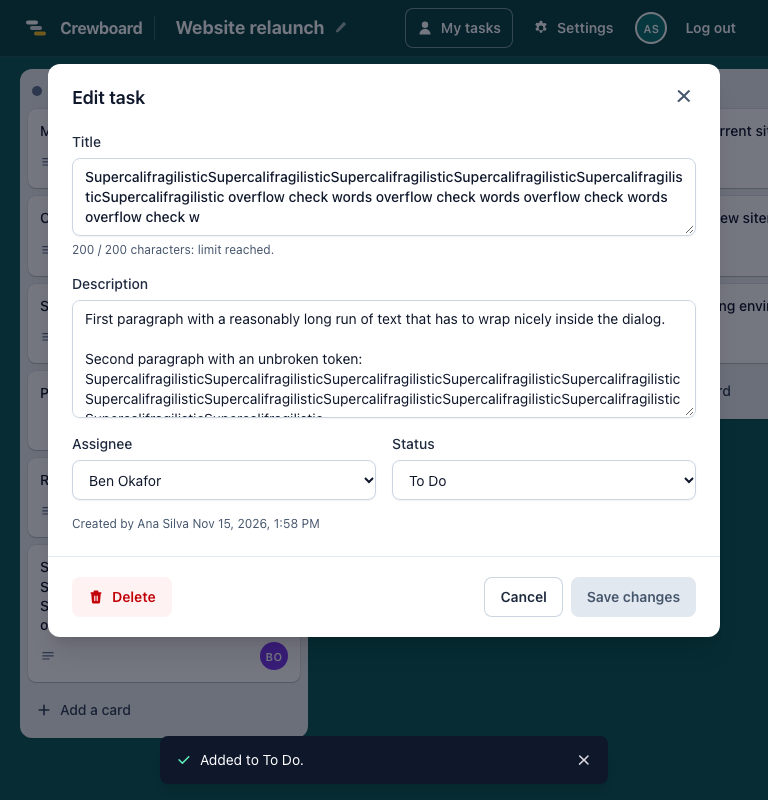 Crewboard
Website relaunch
My tasks
Settings
AS
Log out
Edit task
Title
SupercalifragilisticSupercalifragilisticSupercalifragilisticSupercalifragilisticSupercalifragilis
ticSupercalifragilistic overflow check words overflow check words overflow check words
overflow check w
200 / 200 characters: limit reached.
Description
First paragraph with a reasonably long run of text that has to wrap nicely inside the dialog.
Second paragraph with an unbroken token:
SupercalifragilisticSupercalifragilisticSupercalifragilisticSupercalifragilisticSupercalifragilistic
SupercalifragilisticSupercalifragilisticSupercalifragilisticSupercalifragilisticSupercalifragilistic
SupercalifragilisticSupercalifragilistic
Assignee
Status
Ben Okafor
To Do
Created by Ana Silva Nov 15, 2026, 1:58 PM
Delete
Cancel
Save changes
BO
Add a card
Added to To Do.